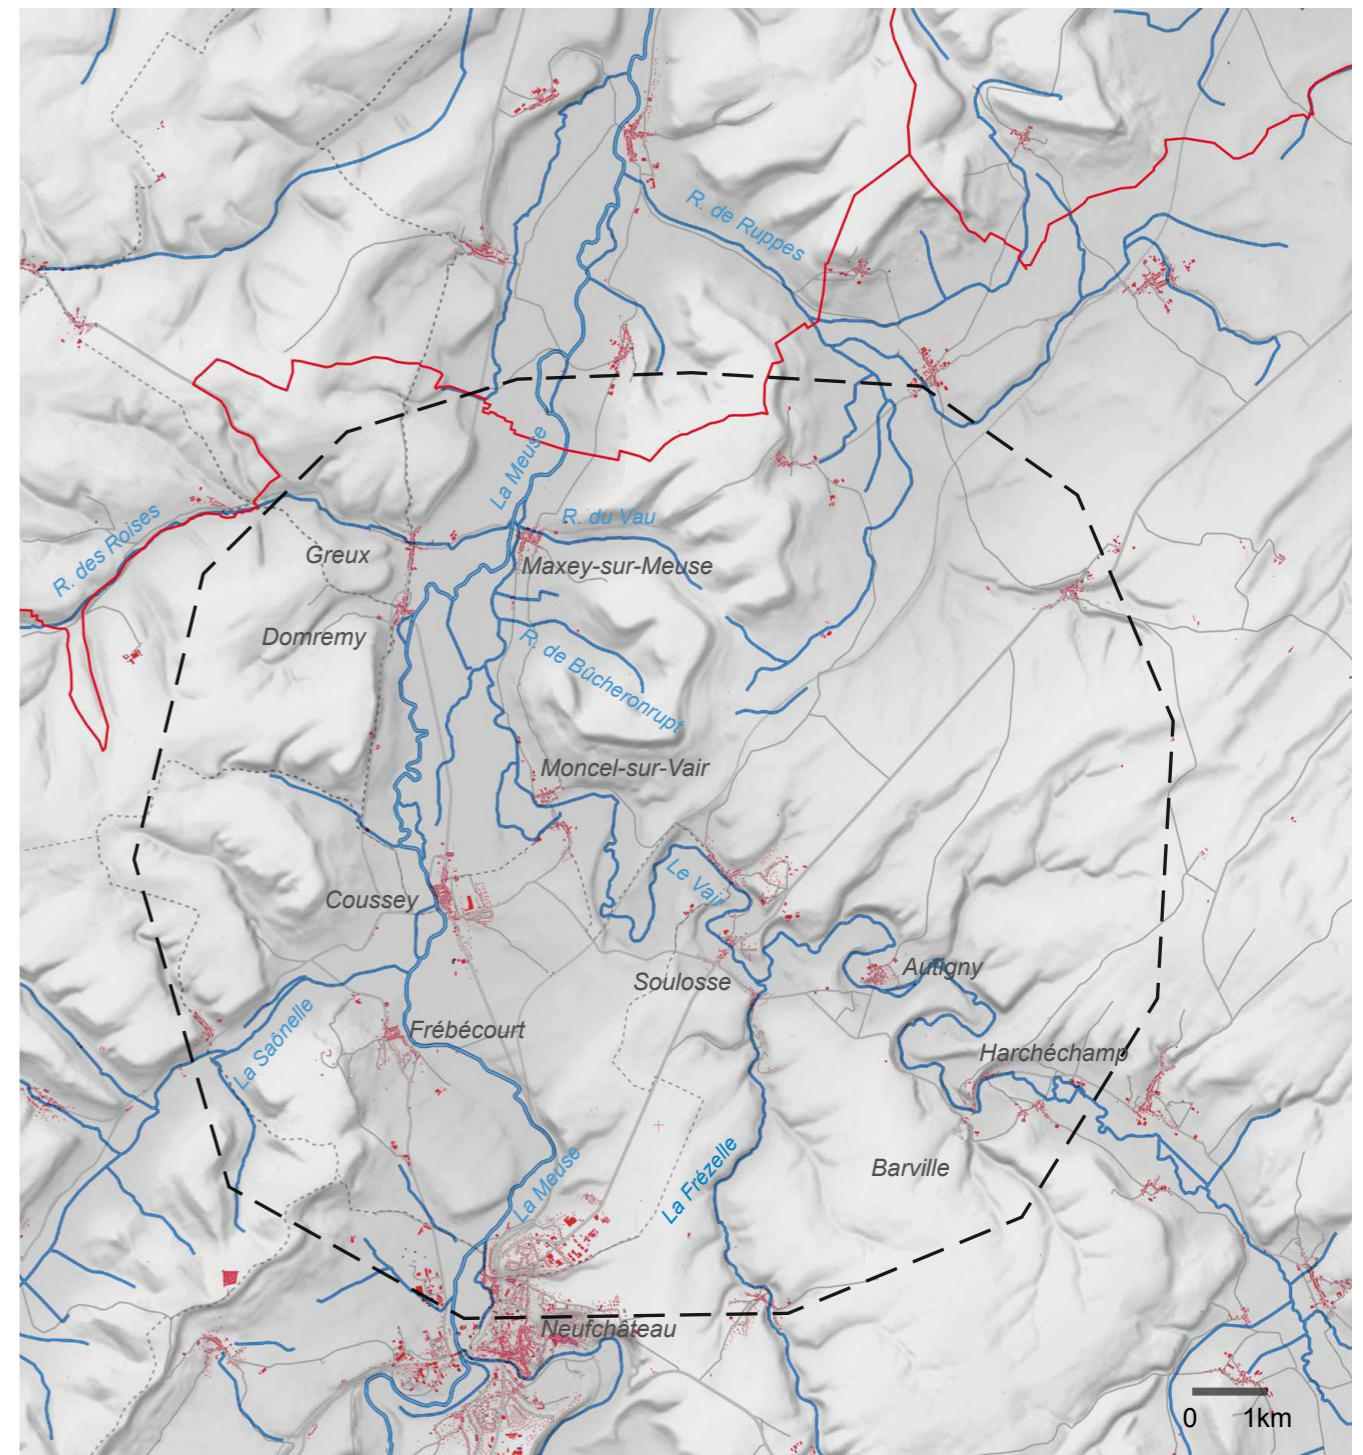 R. de Ruppes
La Meuse
R. des Roises
R. du Vau
Greux
Maxey-sur-Meuse
Domremy
R. de Bûcheronrupt
Moncel-sur-Vair
Le Vair
Coussey
Soulosse
Autigny
Frébécourt
La Saônelle
Harchéchamp
La Meuse
La Frézelle
Barville
Neufchâteau
0 1km